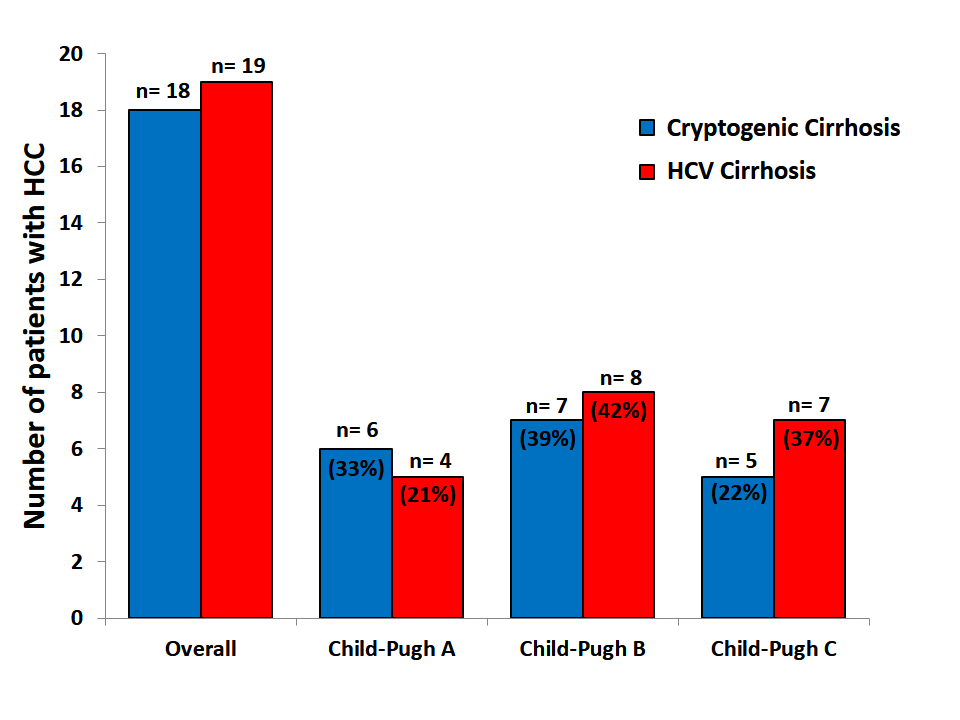 Number of patients with HCC
20
18
16
14
12
10
8
6
4
2
0
n= 18
n= 19
n= 6
(33%)
n= 4
(21%)
n= 7
(39%)
n= 8
(42%)
n= 5
(22%)
n= 7
(37%)
Cryptogenic Cirrhosis
HCV Cirrhosis
Overall
Child-Pugh A
Child-Pugh B
Child-Pugh C